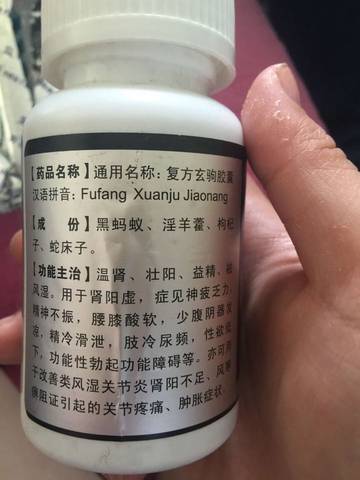 【药品名称】通用名称：复方玄驹胶囊
汉语拼音：Fufang Xuanju Jiaonang
【成 份】黑蚂蚁、淫羊藿、枸杞
子、蛇床子。
【功能主治】温肾、壮阳、益精、祛
风湿。用于肾阳虚，症见神疲乏力，
精神不振，腰膝酸软，少腹阴器发
凉，精冷滑泄，肢冷尿频，性欲低
下，功能性勃起功能障碍等。亦可用
于改善类风湿关节炎肾阳不足、风寒
痹阻证引起的关节疼痛、肿胀症状。